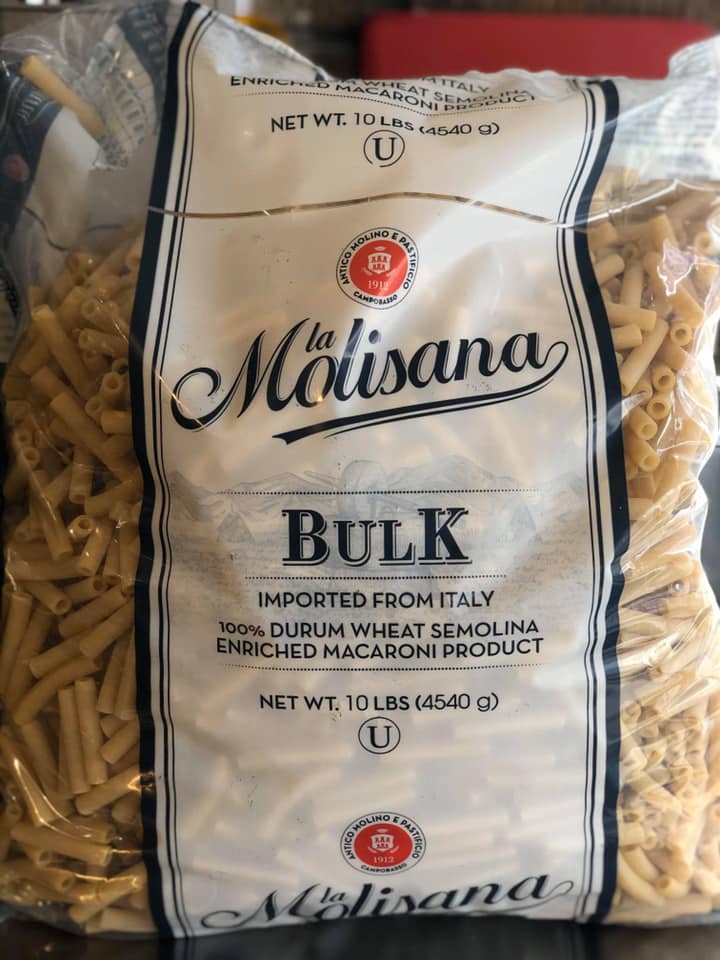 ENRICHED MACARONI PRODUCT
NET WT. 10 LBS (4540 g)
U
ANTICO MOLINO E PASTIFICIO
1912
CAMPOBASSO
la
Molisana
BULK
IMPORTED FROM ITALY
100% DURUM WHEAT SEMOLINA
ENRICHED MACARONI PRODUCT
NET WT. 10 LBS (4540 g)
U
ANTICO MOLINO E PASTIFICIO
1912
CAMPOBASSO
la
Molisana